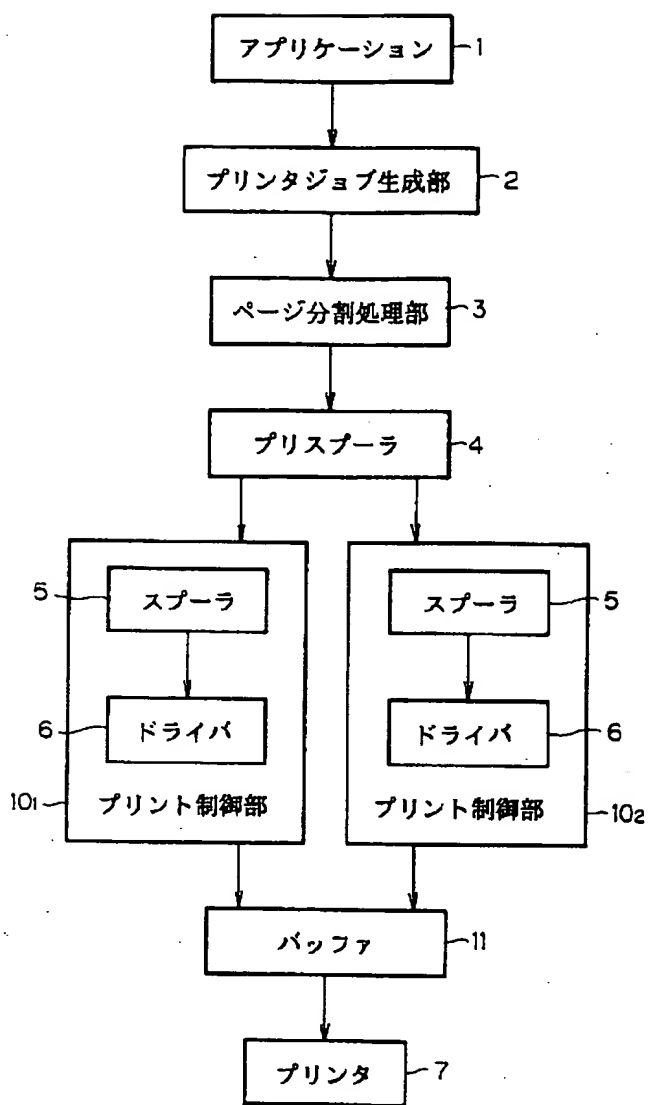 アプリケーション 1
プリンタジョブ生成部 2
ページ分割処理部 3
プリスプーラ 4
5 スプーラ スプーラ 5
6 ドライバ ドライバ 6
10₁ プリント制御部 プリント制御部 10₂
バッファ 11
プリンタ 7